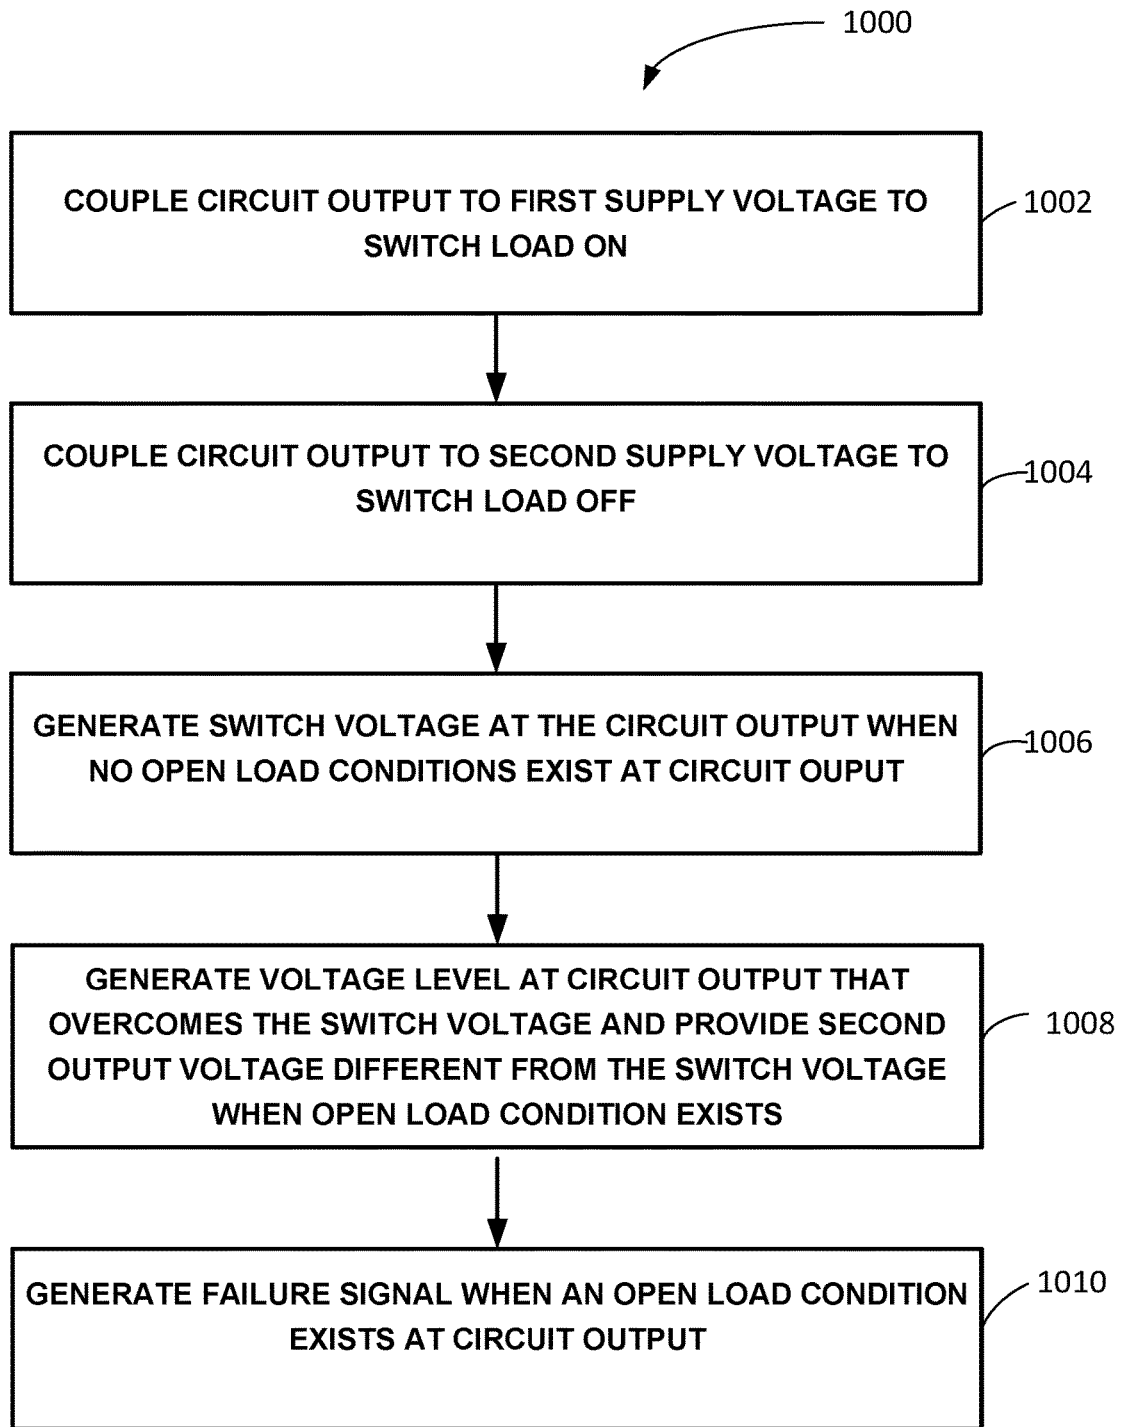 1000
COUPLE CIRCUIT OUTPUT TO FIRST SUPPLY VOLTAGE TO
SWITCH LOAD ON
1002
COUPLE CIRCUIT OUTPUT TO SECOND SUPPLY VOLTAGE TO
SWITCH LOAD OFF
1004
GENERATE SWITCH VOLTAGE AT THE CIRCUIT OUTPUT WHEN
NO OPEN LOAD CONDITIONS EXIST AT CIRCUIT OUPUT
1006
GENERATE VOLTAGE LEVEL AT CIRCUIT OUTPUT THAT
OVERCOMES THE SWITCH VOLTAGE AND PROVIDE SECOND
OUTPUT VOLTAGE DIFFERENT FROM THE SWITCH VOLTAGE
WHEN OPEN LOAD CONDITION EXISTS
1008
GENERATE FAILURE SIGNAL WHEN AN OPEN LOAD CONDITION
EXISTS AT CIRCUIT OUTPUT
1010